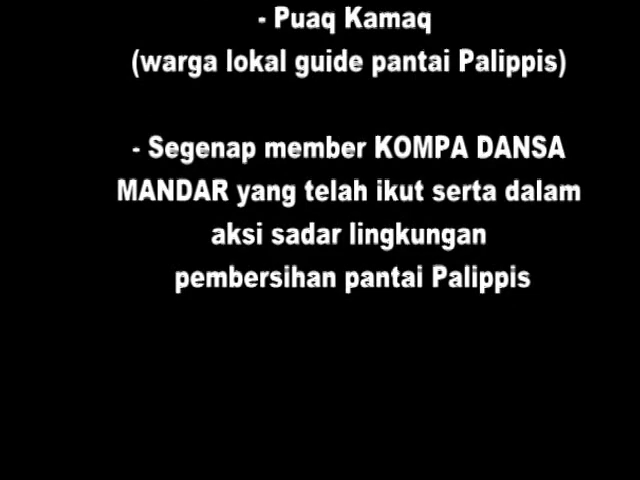 - Puaq Kamaq
(warga lokal guide pantai Palippis)
- Segenap member KOMPA DANSA
MANDAR yang telah ikut serta dalam
aksi sadar lingkungan
pembersihan pantai Palippis